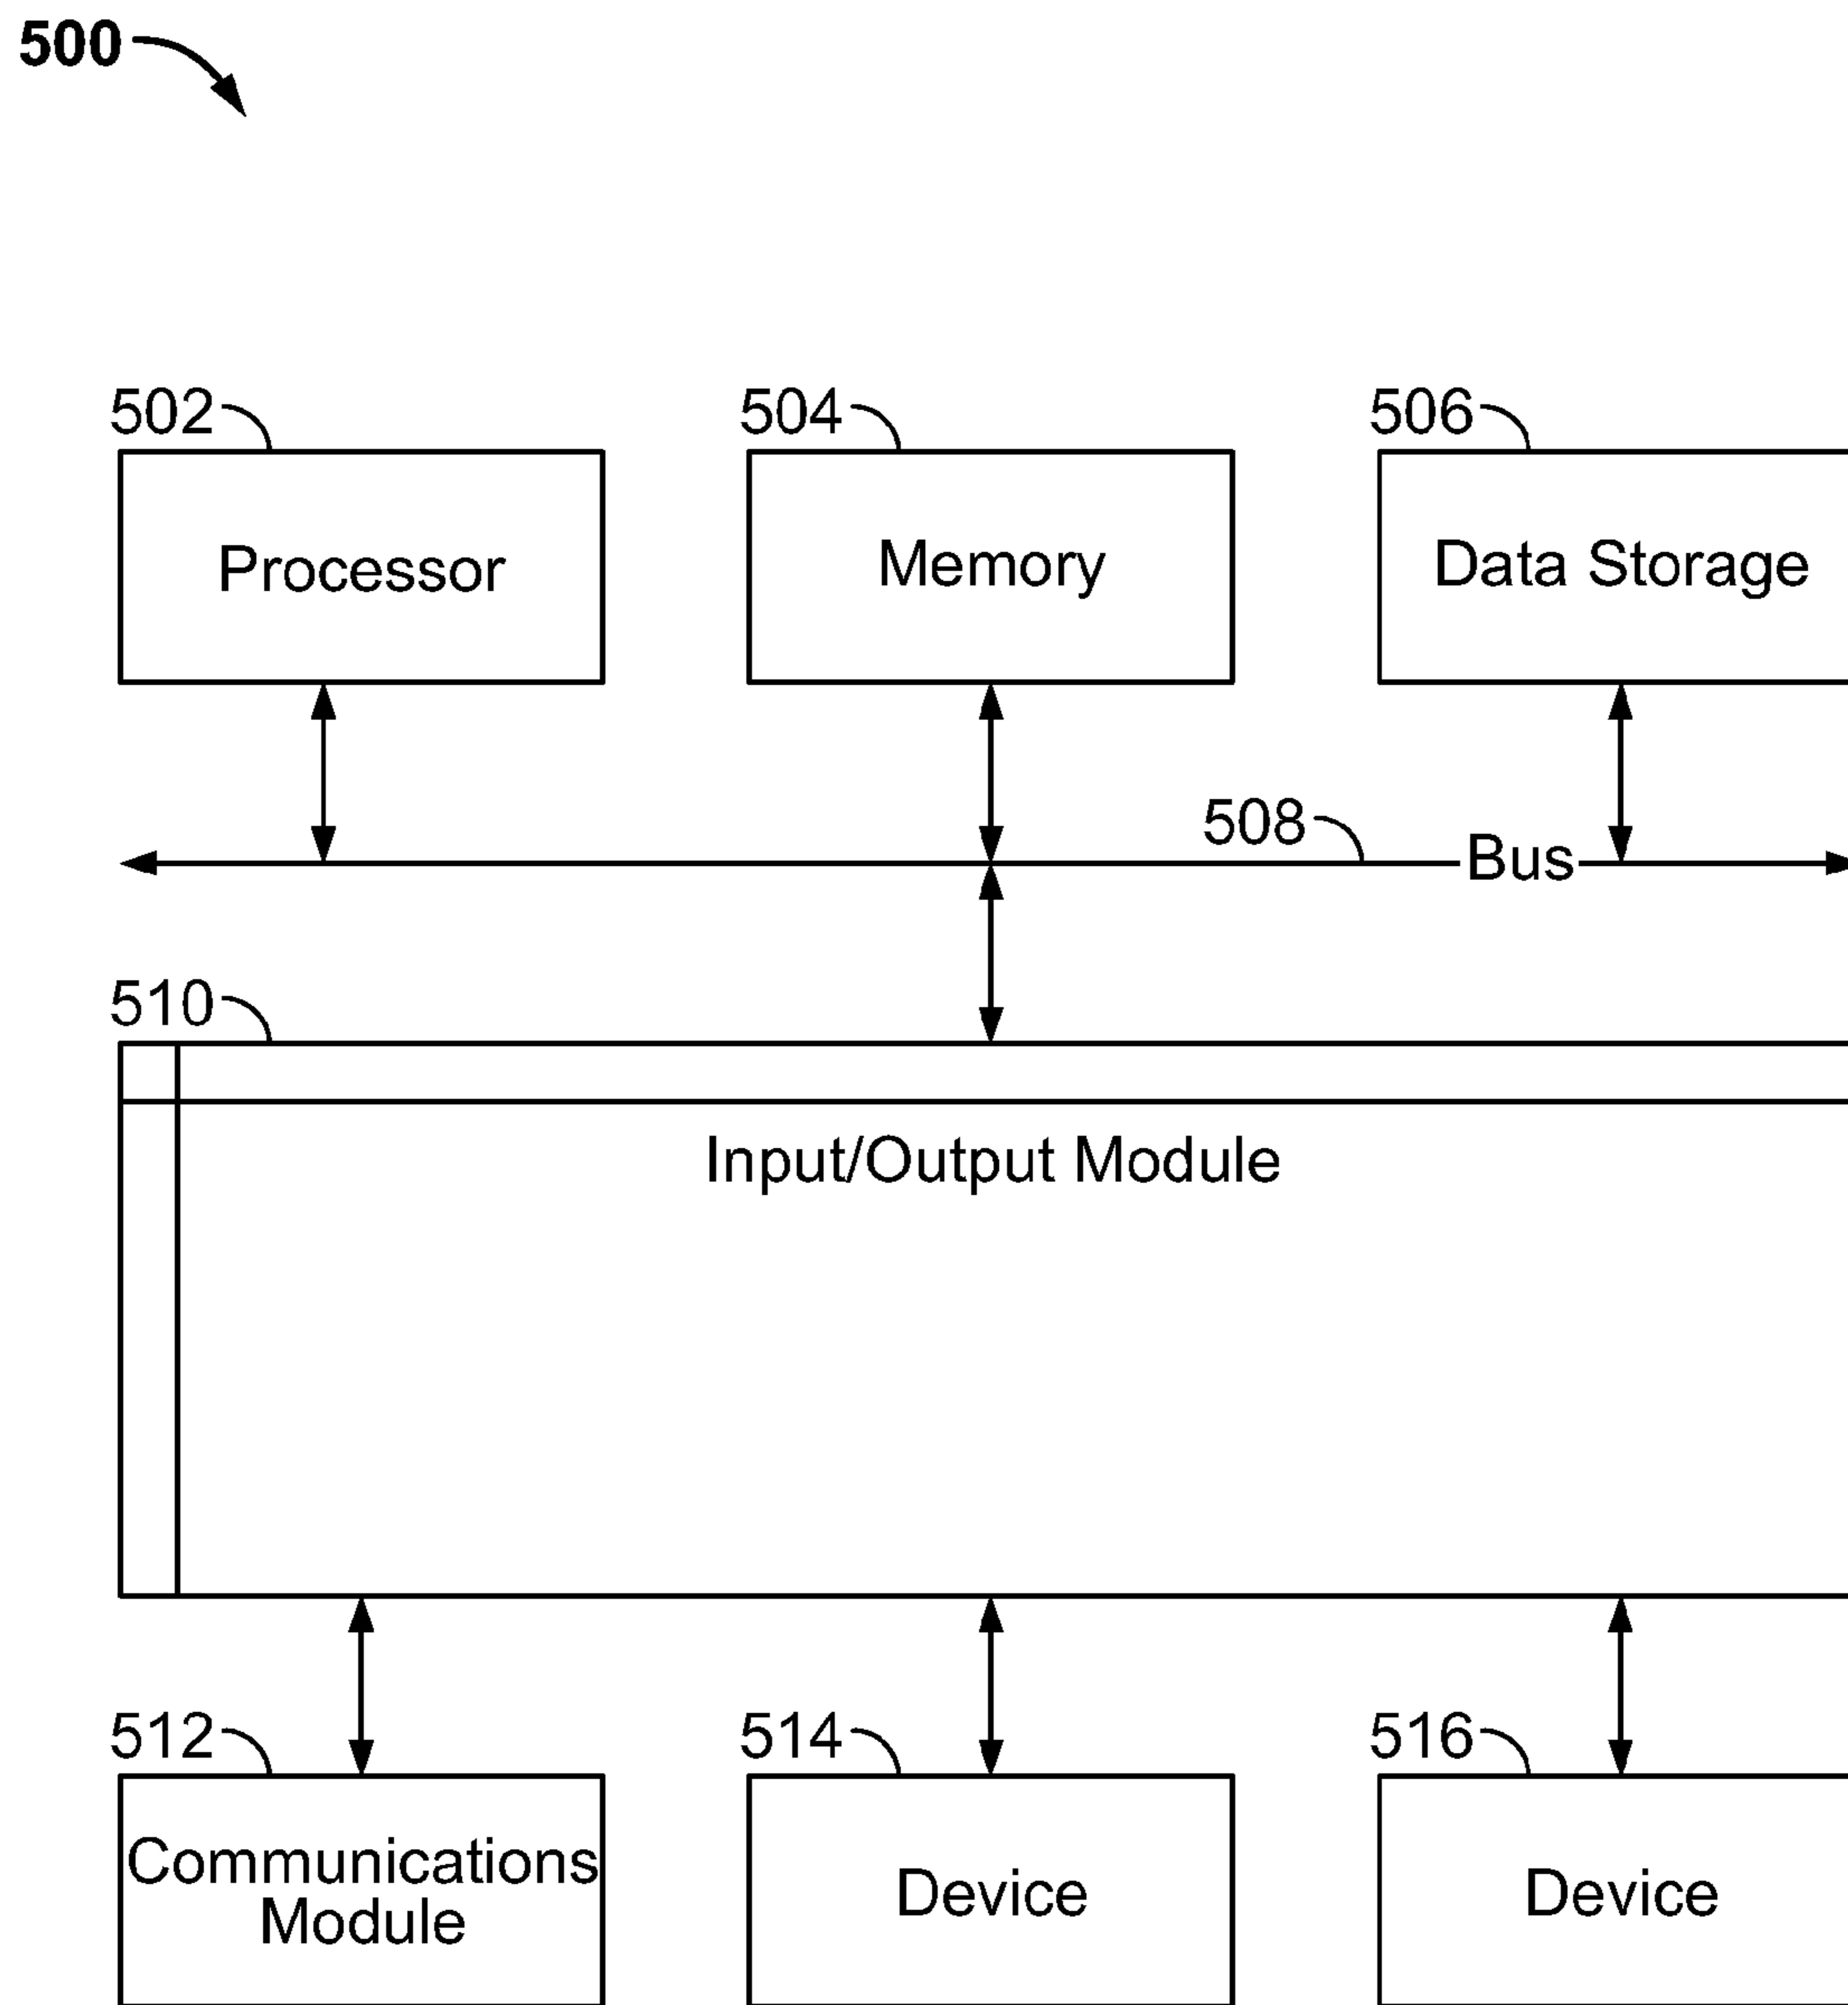 500
502
504
506
Processor
Memory
Data Storage
508
Bus
510
Input/Output Module
512
514
516
Communications
Module
Device
Device